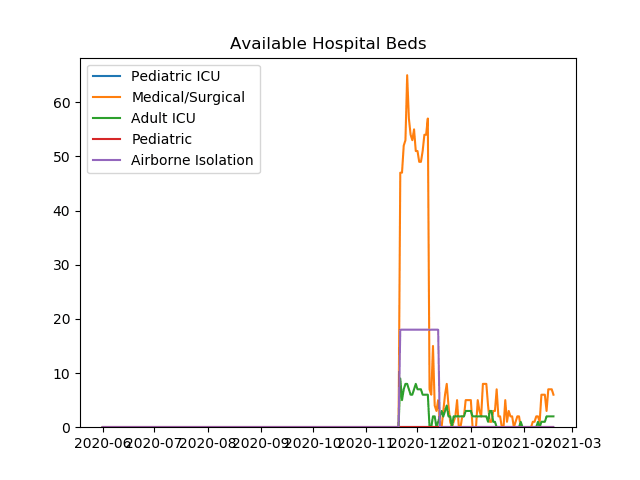 Available Hospital Beds
Pediatric ICU
Medical/Surgical
Adult ICU
Pediatric
Airborne Isolation
60
50
40
30
20
10
0
2020-06 2020-07 2020-08 2020-09 2020-10 2020-11 2020-12 2021-01 2021-02 2021-03